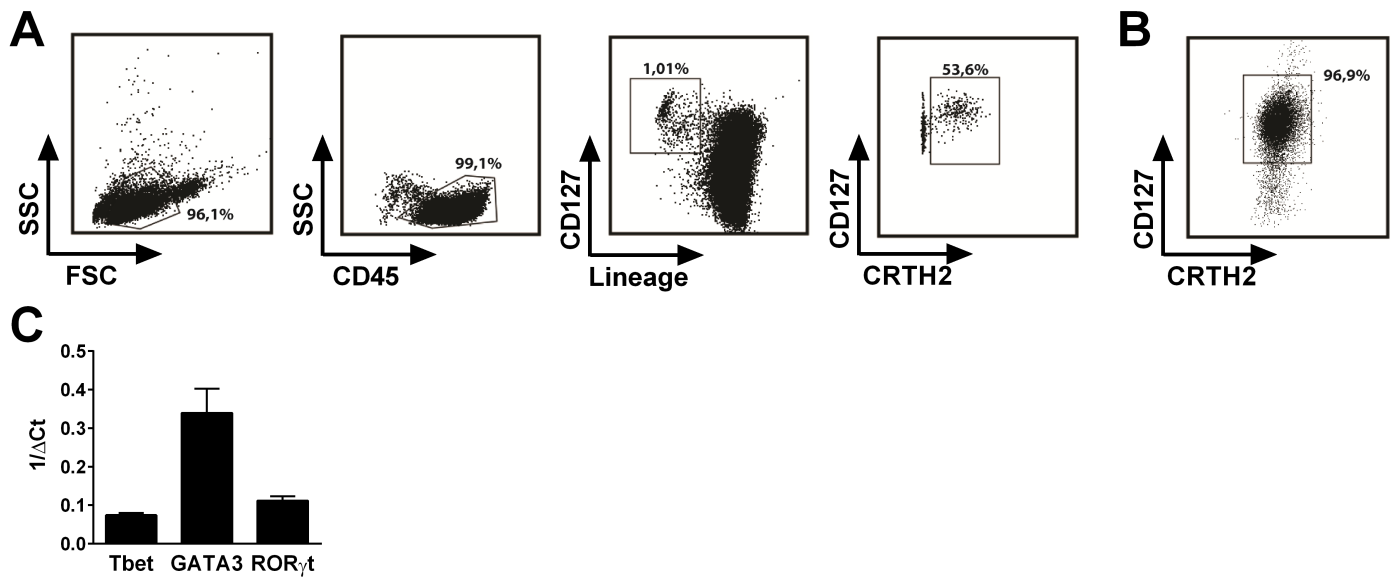 A
SSC
96,1%
FSC
SSC
99,1%
CD45
CD127
1,01%
Lineage
CD127
53,6%
CRTH2
B
CD127
96,9%
CRTH2
C
1/ΔCt
0.5
0.4
0.3
0.2
0.1
0.0
Tbet GATA3 RORγt